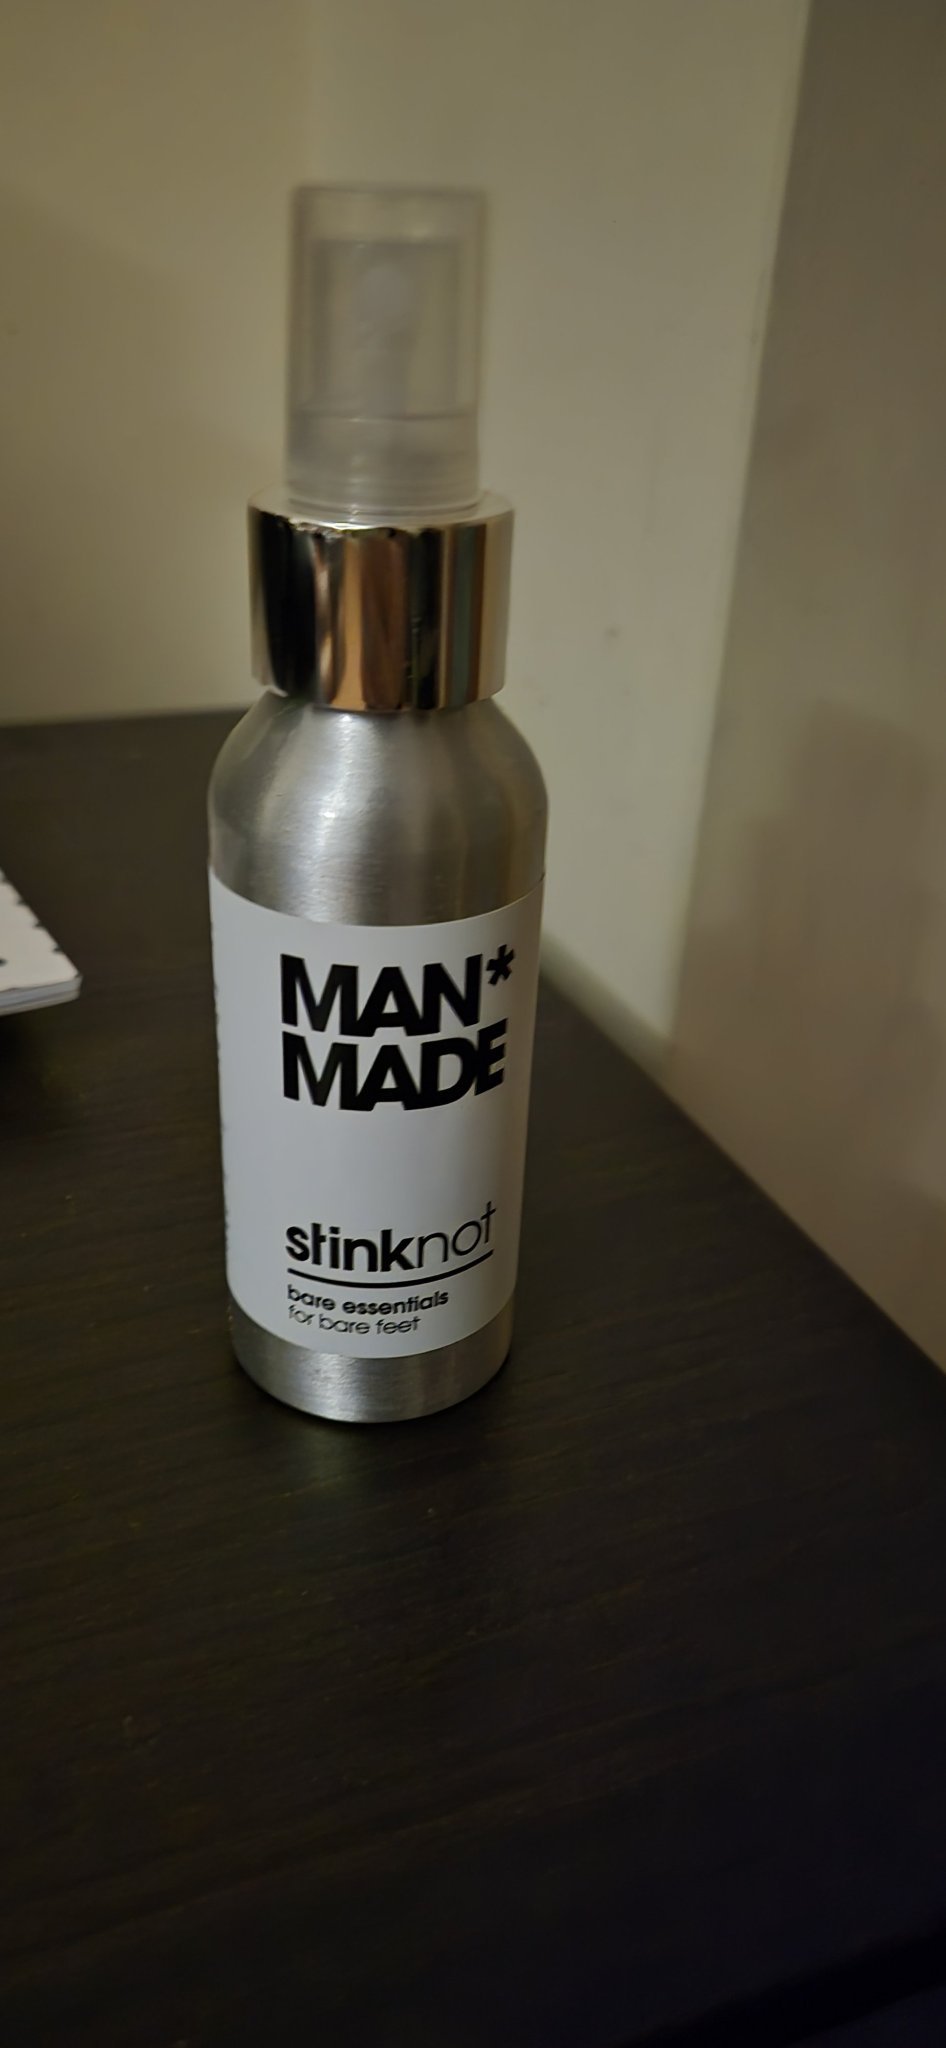 MAN*
MADE
stinknot
bare essentials
for bare feet